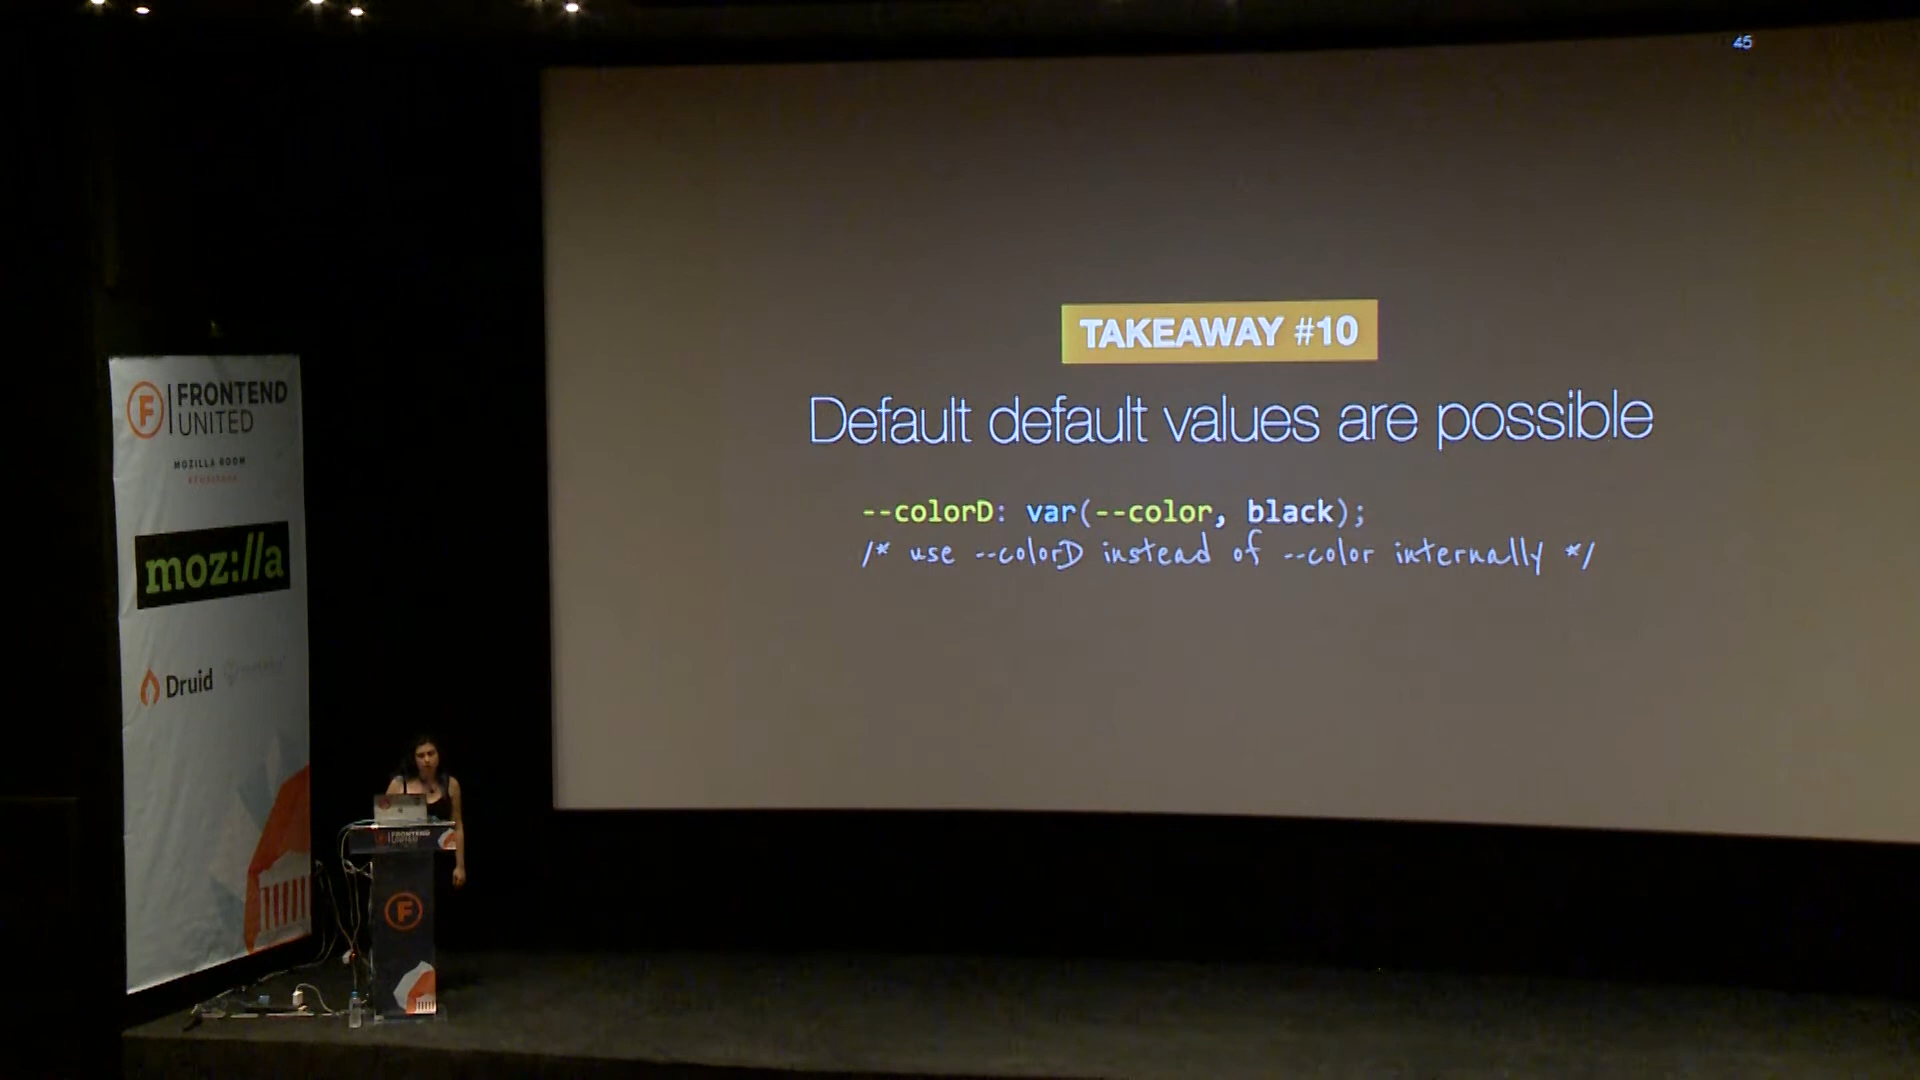 45
TAKEAWAY #10
Default default values are possible
--colorD: var(--color, black);
/* use --colorD instead of --color internally */
F FRONTEND
UNITED
MOZILLA ROOM
moz://a
Druid
FRONTEND
UNITED
F